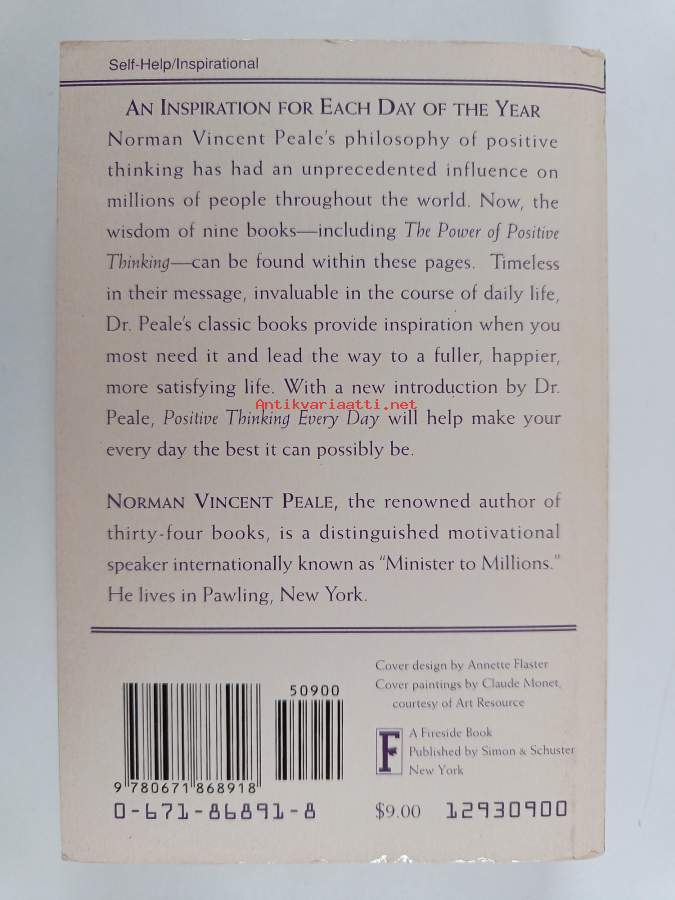 Self-Help/Inspirational
AN INSPIRATION FOR EACH DAY OF THE YEAR
Norman Vincent Peale's philosophy of positive
thinking has had an unprecedented influence on
millions of people throughout the world. Now, the
wisdom of nine books—including The Power of Positive
Thinking—can be found within these pages. Timeless
in their message, invaluable in the course of daily life,
Dr. Peale's classic books provide inspiration when you
most need it and lead the way to a fuller, happier,
more satisfying life. With a new introduction by Dr.
Antikvariaatti.net
Peale, Positive Thinking Every Day will help make your
every day the best it can possibly be.
NORMAN VINCENT PEALE, the renowned author of
thirty-four books, is a distinguished motivational
speaker internationally known as “Minister to Millions.”
He lives in Pawling, New York.
Cover design by Annette Flaster
Cover paintings by Claude Monet,
courtesy of Art Resource
50900
9 780671 868918
0-671-86891-8
F
A Fireside Book
Published by Simon & Schuster
New York
$9.00
12930900